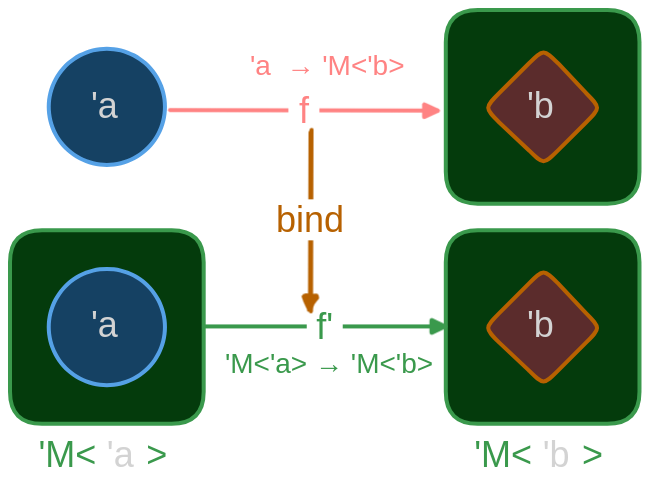 'a → 'M<'b>
'a
f
'b
bind
'a
f'
'b
'M<'a> → 'M<'b>
'M< 'a >
'M< 'b >